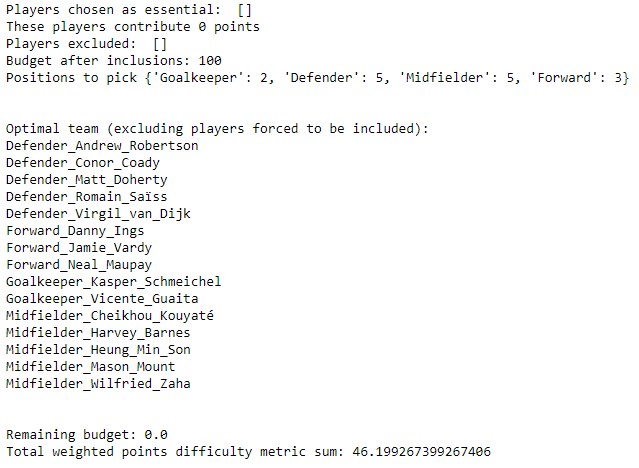 Players chosen as essential:  []
These players contribute 0 points
Players excluded:  []
Budget after inclusions: 100
Positions to pick {'Goalkeeper': 2, 'Defender': 5, 'Midfielder': 5, 'Forward': 3}
Optimal team (excluding players forced to be included):
Defender_Andrew_Robertson
Defender_Conor_Coady
Defender_Matt_Doherty
Defender_Romain_Saïss
Defender_Virgil_van_Dijk
Forward_Danny_Ings
Forward_Jamie_Vardy
Forward_Neal_Maupay
Goalkeeper_Kasper_Schmeichel
Goalkeeper_Vicente_Guaita
Midfielder_Cheikhou_Kouyaté
Midfielder_Harvey_Barnes
Midfielder_Heung_Min_Son
Midfielder_Mason_Mount
Midfielder_Wilfried_Zaha
Remaining budget: 0.0
Total weighted points difficulty metric sum: 46.199267399267406